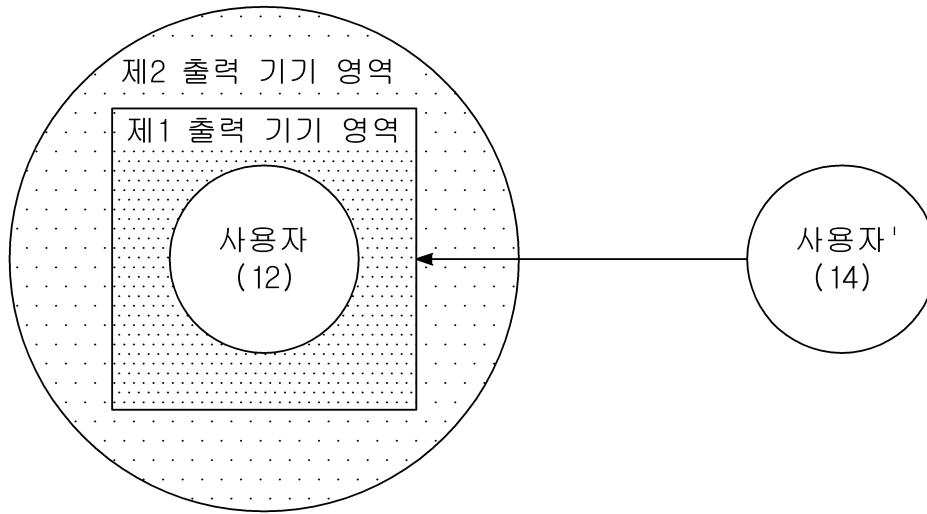 제2 출력 기기 영역
제1 출력 기기 영역
사용자
(12)
사용자'
(14)